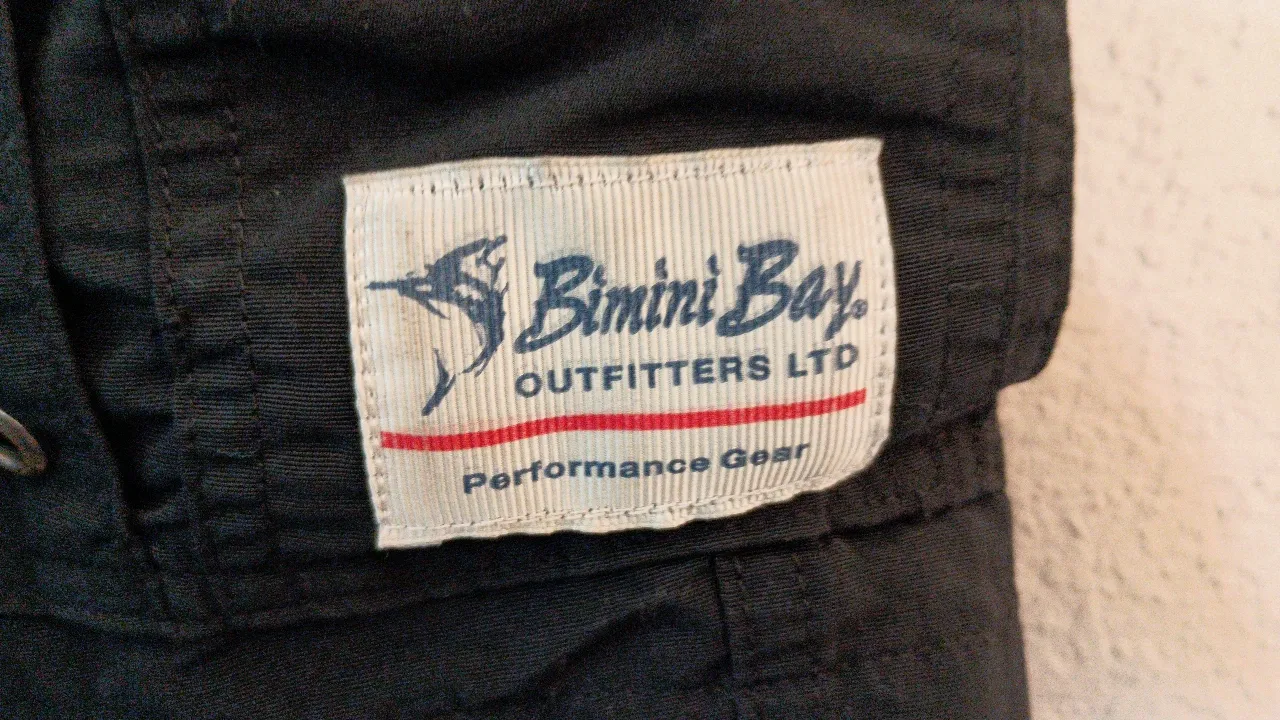 Bimini Bay®
OUTFITTERS LTD
Performance Gear